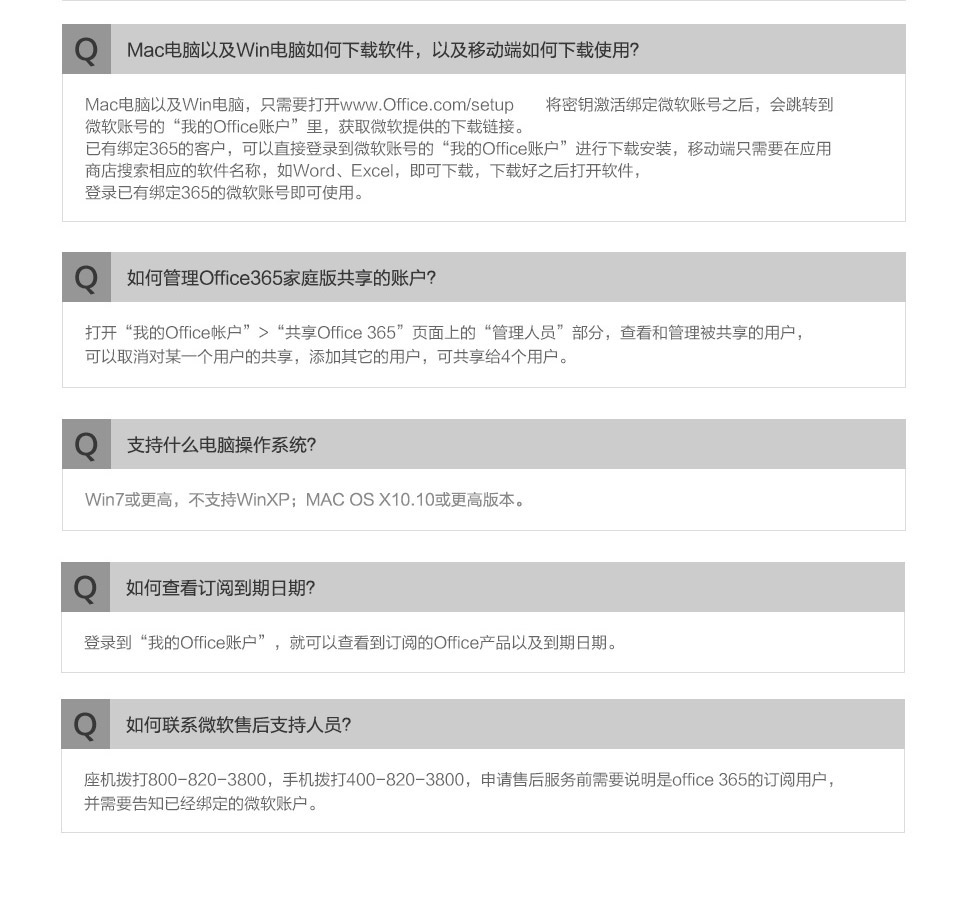 Q Mac电脑以及Win电脑如何下载软件，以及移动端如何下载使用?
Mac电脑以及Win电脑，只需要打开www.Office.com/setup 将密钥激活绑定微软账号之后，会跳转到
微软账号的“我的Office账户”里，获取微软提供的下载链接。
已有绑定365的客户，可以直接登录到微软账号的“我的Office账户”进行下载安装，移动端只需要在应用
商店搜索相应的软件名称，如Word、Excel，即可下载，下载好之后打开软件，
登录已有绑定365的微软账号即可使用。
Q 如何管理Office365家庭版共享的账户?
打开“我的Office帐户”>“共享Office 365”页面上的“管理人员”部分，查看和管理被共享的用户，
可以取消对某一个用户的共享，添加其它的用户，可共享给4个用户。
Q 支持什么电脑操作系统?
Win7或更高，不支持WinXP；MAC OS X10.10或更高版本。
Q 如何查看订阅到期日期?
登录到“我的Office账户”，就可以查看到订阅的Office产品以及到期日期。
Q 如何联系微软售后支持人员?
座机拨打800-820-3800，手机拨打400-820-3800，申请售后服务前需要说明是office 365的订阅用户，
并需要告知已经绑定的微软账户。